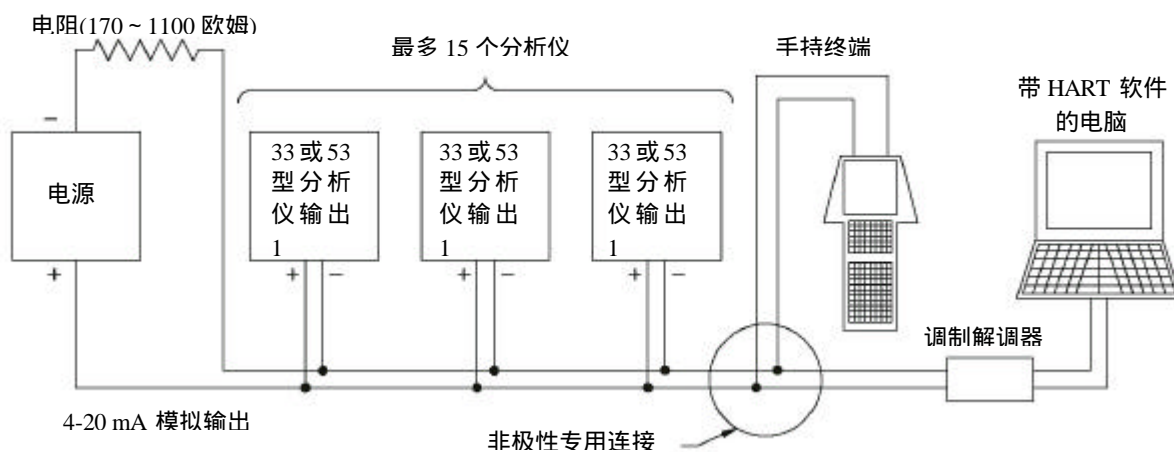 电阻(170 ~ 1100 欧姆)
最多 15 个分析仪
手持终端
带 HART 软件
的电脑
−
电源
+
33 或 53
型分析
仪输出
1
+ −
33 或 53
型分析
仪输出
1
+ −
33 或 53
型分析
仪输出
1
+ −
调制解调器
4-20 mA 模拟输出
非极性专用连接